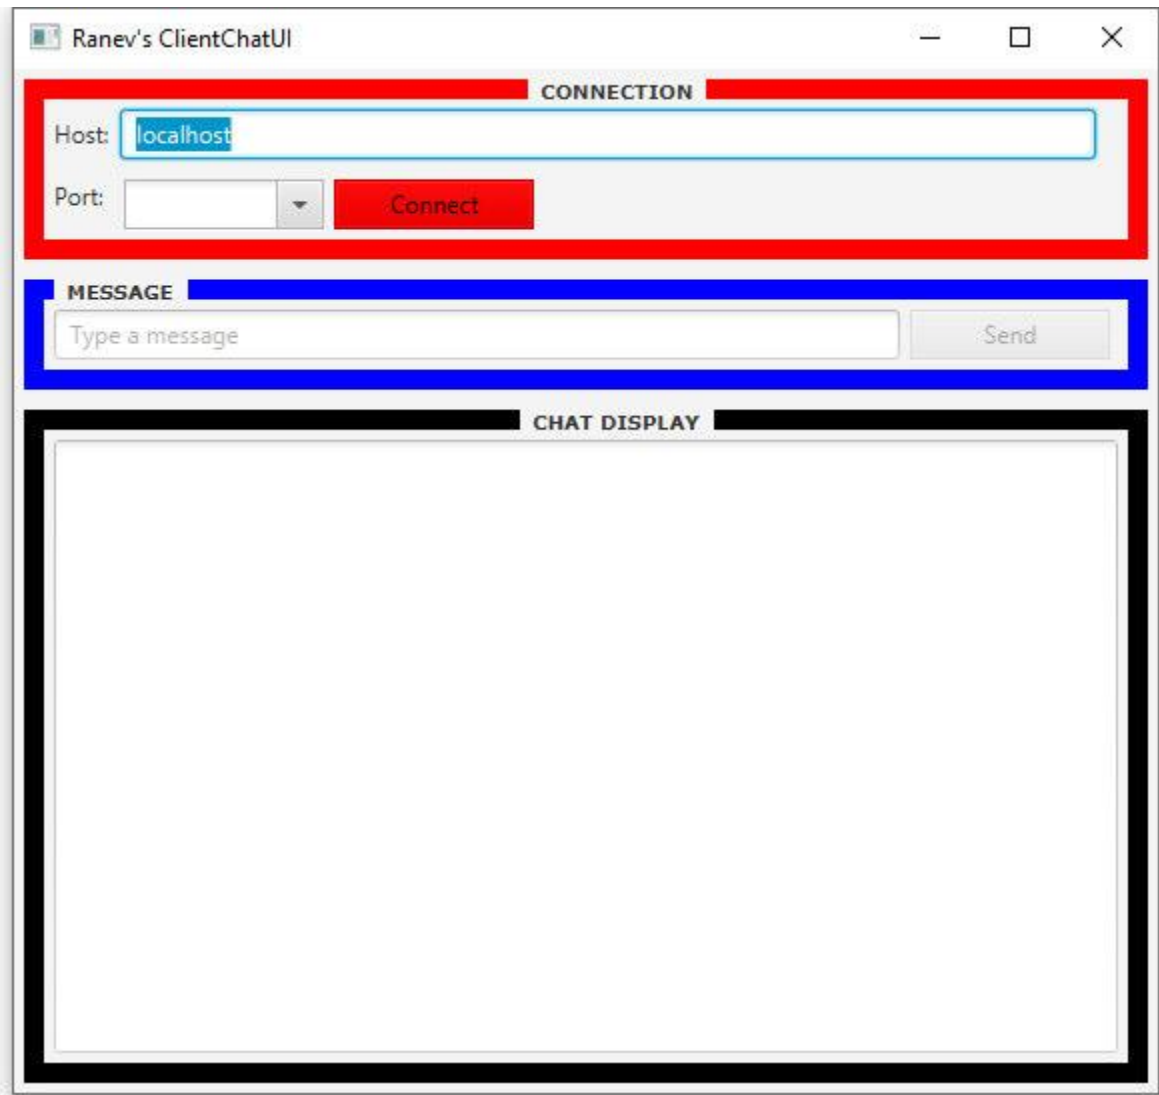 Ranev's ClientChatUI
CONNECTION
Host: localhost
Port: Connect
MESSAGE
Type a message Send
CHAT DISPLAY